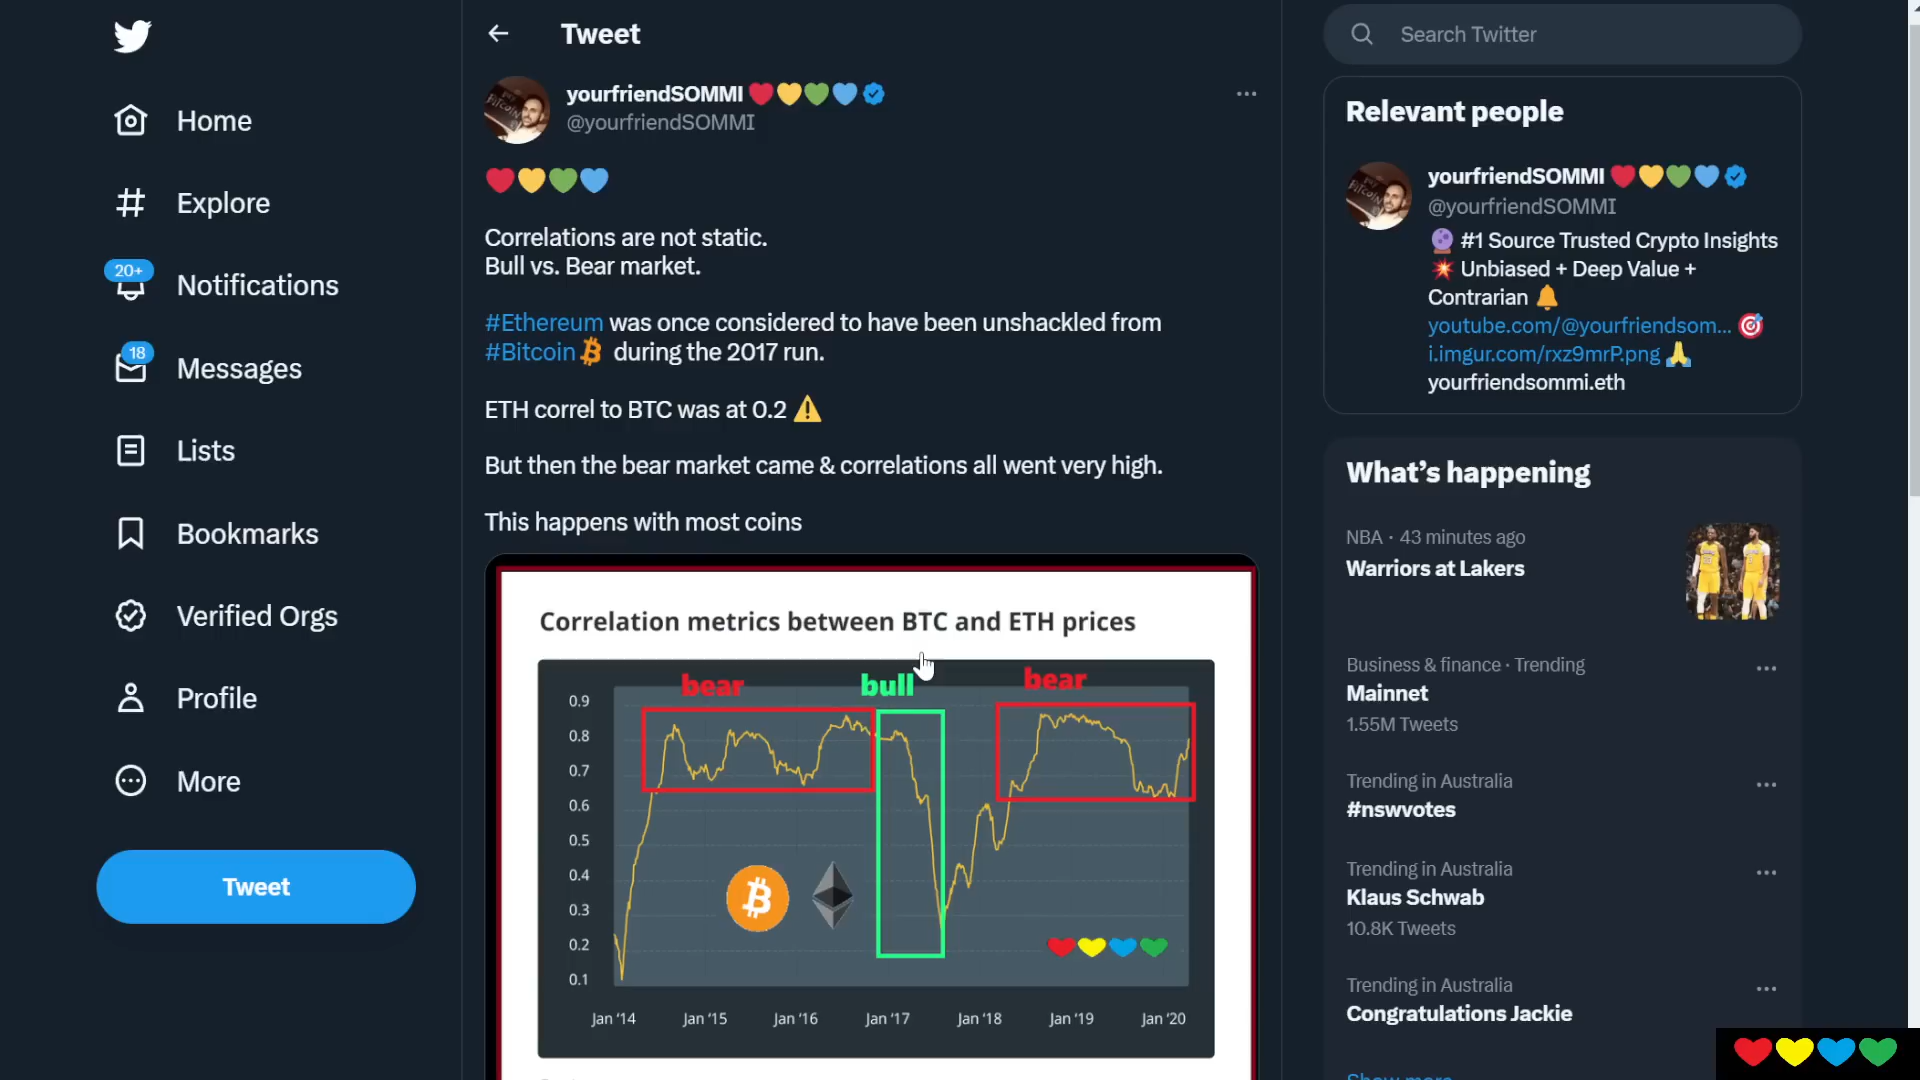 Home
Explore
20+
Notifications
18
Messages
Lists
Bookmarks
Verified Orgs
Profile
More
Tweet
Tweet
yourfriendSOMMI
@yourfriendSOMMI
Correlations are not static.
Bull vs. Bear market.
#Ethereum was once considered to have been unshackled from
#Bitcoin during the 2017 run.
ETH correl to BTC was at 0.2
But then the bear market came & correlations all went very high.
This happens with most coins
Correlation metrics between BTC and ETH prices
bear
bull
bear
0.9
0.8
0.7
0.6
0.5
0.4
0.3
0.2
0.1
Jan '14
Jan '15
Jan '16
Jan '17
Jan '18
Jan '19
Jan '20
Search Twitter
Relevant people
yourfriendSOMMI
@yourfriendSOMMI
#1 Source Trusted Crypto Insights
Unbiased + Deep Value +
Contrarian
youtube.com/@yourfriendsom...
i.imgur.com/rxz9mrP.png
yourfriendsommi.eth
What's happening
NBA · 43 minutes ago
Warriors at Lakers
Business & finance · Trending
Mainnet
1.55M Tweets
Trending in Australia
#nswvotes
Trending in Australia
Klaus Schwab
10.8K Tweets
Trending in Australia
Congratulations Jackie
Show more